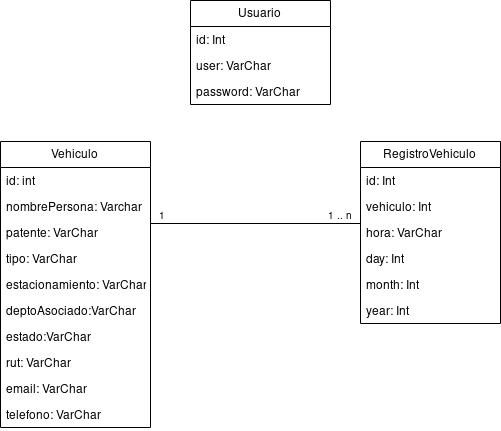 Usuario
id: Int
user: VarChar
password: VarChar
Vehiculo
id: int
nombrePersona: Varchar
patente: VarChar
tipo: VarChar
estacionamiento: VarChar
deptoAsociado:VarChar
estado:VarChar
rut: VarChar
email: VarChar
telefono: VarChar
1
1 .. n
RegistroVehiculo
id: Int
vehiculo: Int
hora: VarChar
day: Int
month: Int
year: Int